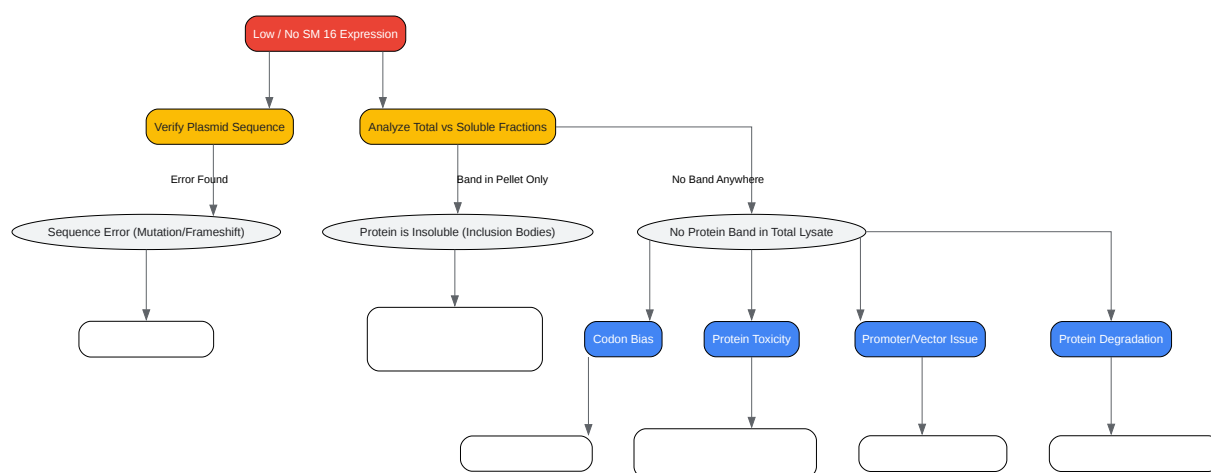 Low / No SM 16 Expression
Verify Plasmid Sequence
Analyze Total vs Soluble Fractions
Error Found
Band in Pellet Only
No Band Anywhere
Sequence Error (Mutation/Frameshift)
Protein is Insoluble (Inclusion Bodies)
No Protein Band in Total Lysate
Codon Bias
Protein Toxicity
Promoter/Vector Issue
Protein Degradation